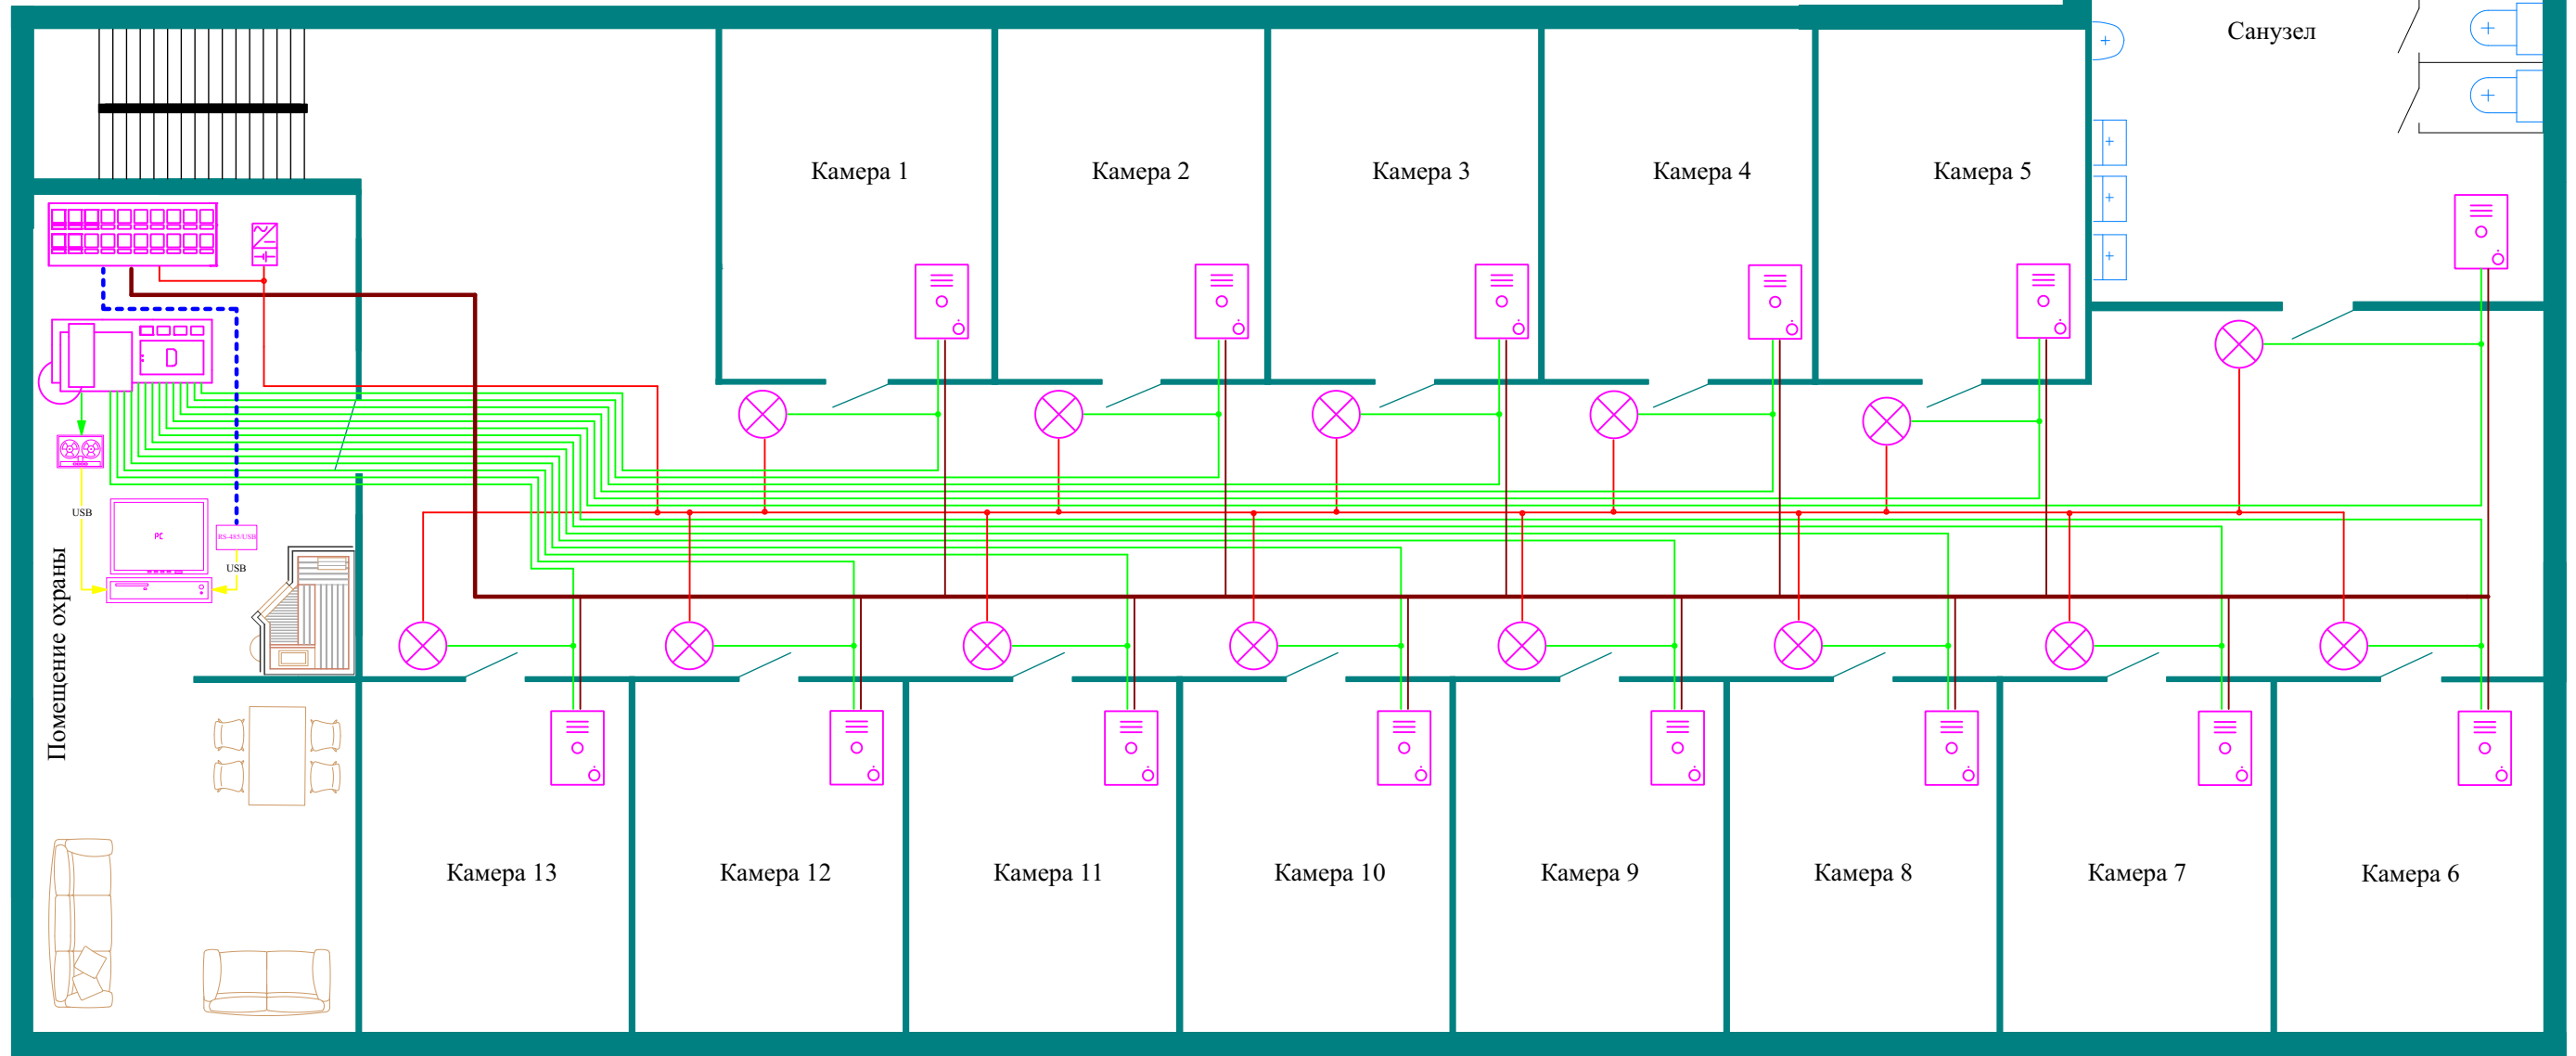 Санузел
Камера 1
Камера 2
Камера 3
Камера 4
Камера 5
D
USB
PC
RS-485/USB
USB
Помещение охраны
Камера 13
Камера 12
Камера 11
Камера 10
Камера 9
Камера 8
Камера 7
Камера 6